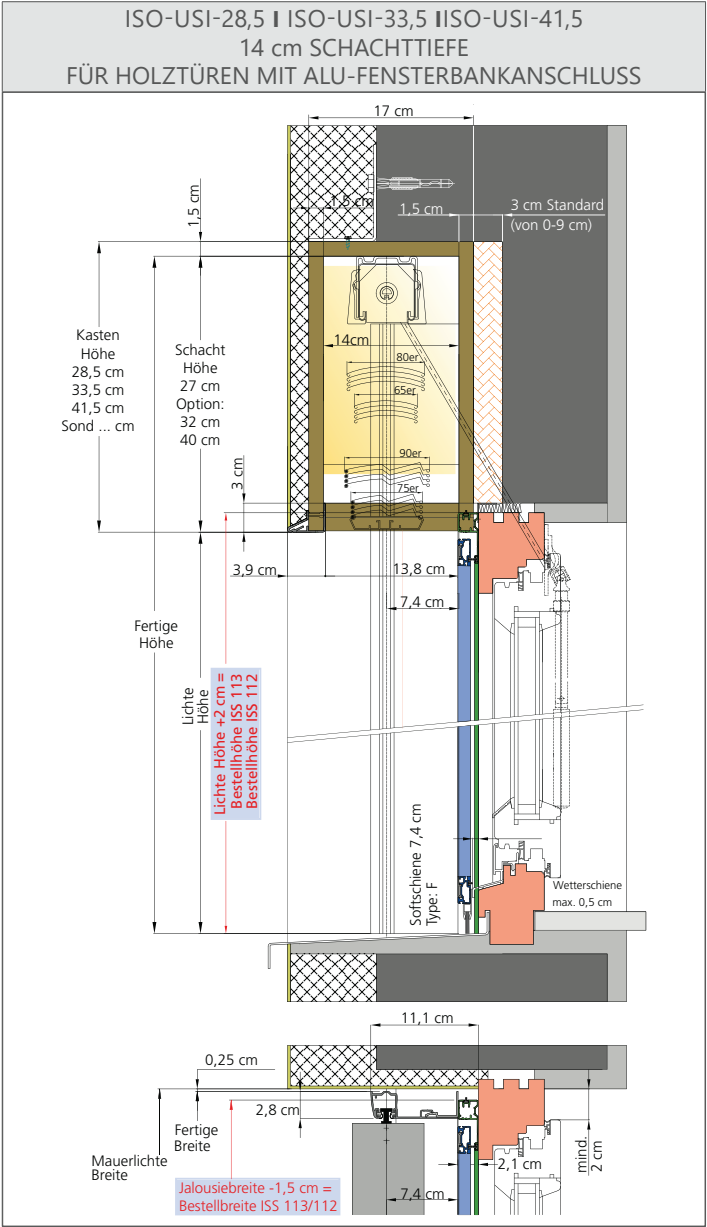 ISO-USI-28,5 I ISO-USI-33,5 IISO-USI-41,5
14 cm SCHACHTTIEFE
FÜR HOLZTÜREN MIT ALU-FENSTERBANKANSCHLUSS
17 cm
1,5 cm
1,5 cm
1,5 cm
3 cm Standard
(von 0-9 cm)
Kasten
Höhe
28,5 cm
33,5 cm
41,5 cm
Sond ... cm
Schacht
Höhe
27 cm
Option:
32 cm
40 cm
14cm
80er
65er
90er
75er
3 cm
3,9 cm
13,8 cm
7,4 cm
Fertige
Höhe
Lichte
Höhe
Lichte Höhe +2 cm =
Bestellhöhe ISS 113
Bestellhöhe ISS 112
Softschiene 7,4 cm
Type: F
Wetterschiene
max. 0,5 cm
11,1 cm
0,25 cm
2,8 cm
Fertige
Breite
Mauerlichte
Breite
mind.
2 cm
2,1 cm
Jalousiebreite -1,5 cm =
Bestellbreite ISS 113/112
7,4 cm